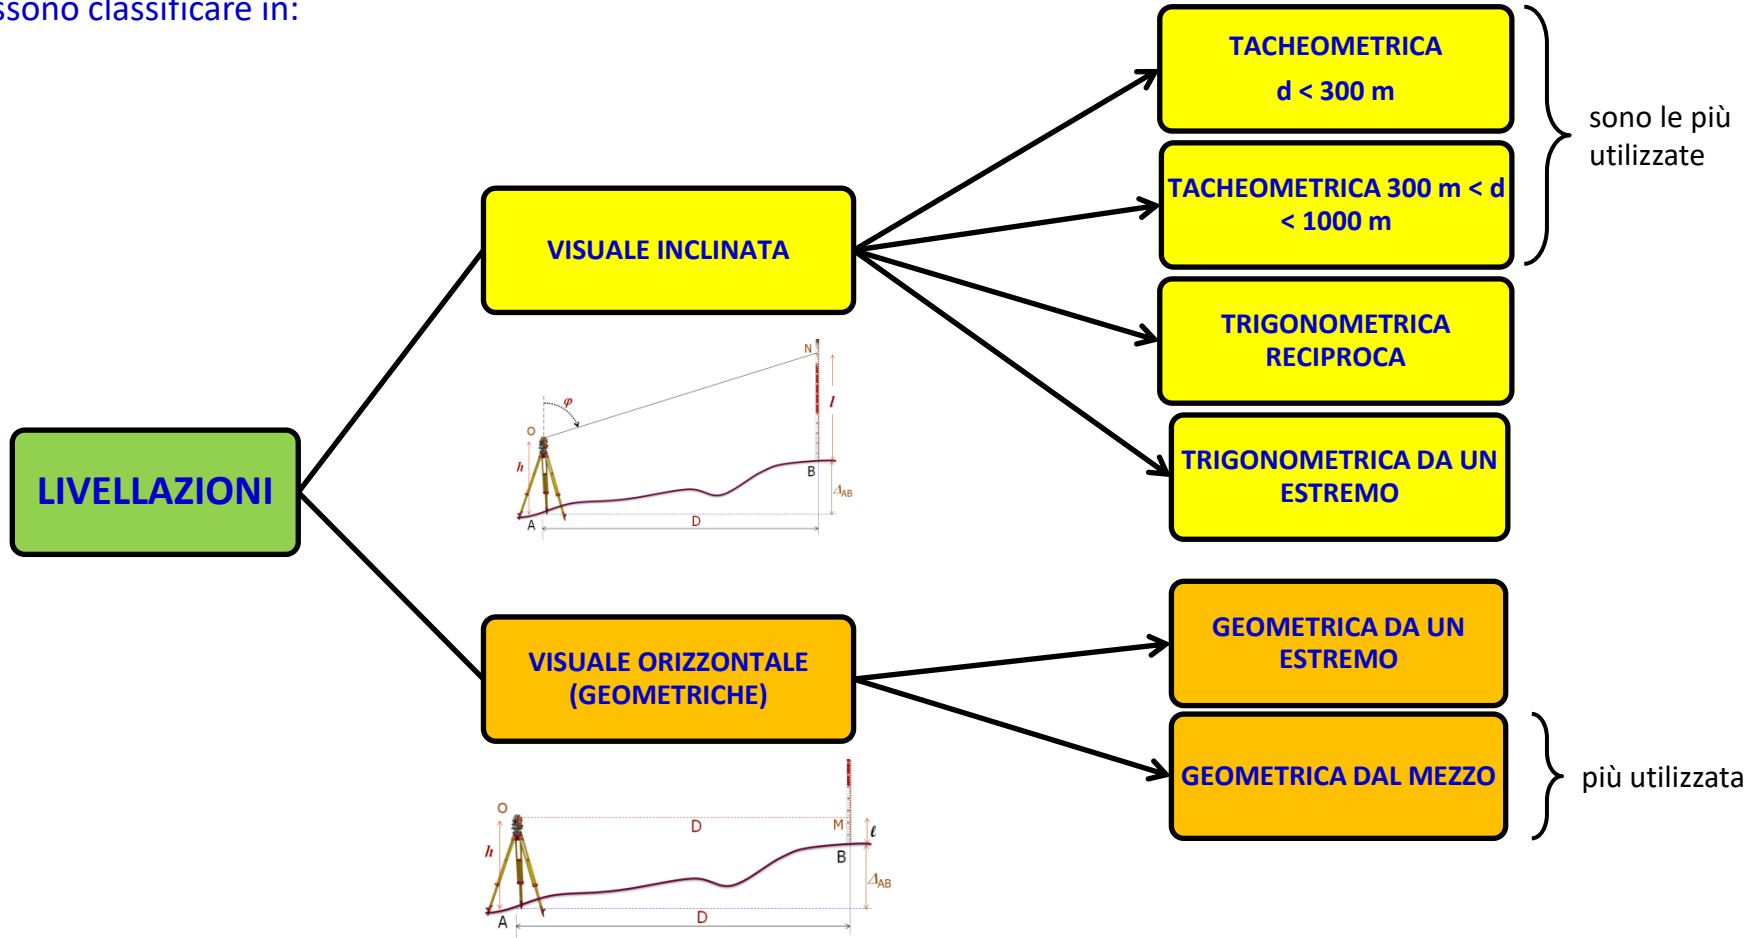 ssono classificare in:
TACHEOMETRICA
d < 300 m
sono le più
utilizzate
TACHEOMETRICA 300 m < d
< 1000 m
VISUALE INCLINATA
TRIGONOMETRICA
RECIPROCA
N
φ
l
O
h
B
Δ_AB
A
D
TRIGONOMETRICA DA UN
ESTREMO
LIVELLAZIONI
GEOMETRICA DA UN
ESTREMO
VISUALE ORIZZONTALE
(GEOMETRICHE)
GEOMETRICA DAL MEZZO
più utilizzata
O
D
M
ℓ
h
B
Δ_AB
A
D